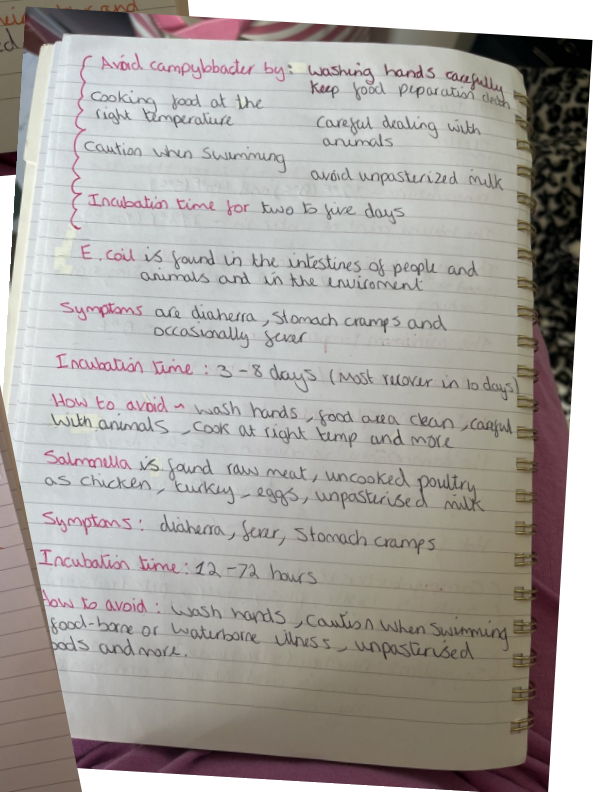 Avoid campylobacter by: washing hands carefully
Keep food peparation clean
Cooking food at the
right temperature
Careful dealing with
animals
Caution when swimming
avoid unpasterized milk
Incubation time for two to five days
E. coil is found in the intestines of people and
animals and in the enviroment
Symptoms are diaherra, stomach cramps and
occasionally fever
Incubation time: 3-8 days (Most recover in 10 days)
How to avoid ~ wash hands, food area clean, careful
with animals, cook at right temp and more
Salmonella is found raw meat, uncooked poultry
as chicken, turkey, eggs, unpasterised milk
Symptoms: diaherra, fever, stomach cramps
Incubation time: 12-72 hours
How to avoid: wash hands, caution when swimming
food-borne or waterborne illness, unpasterised
oods and more.